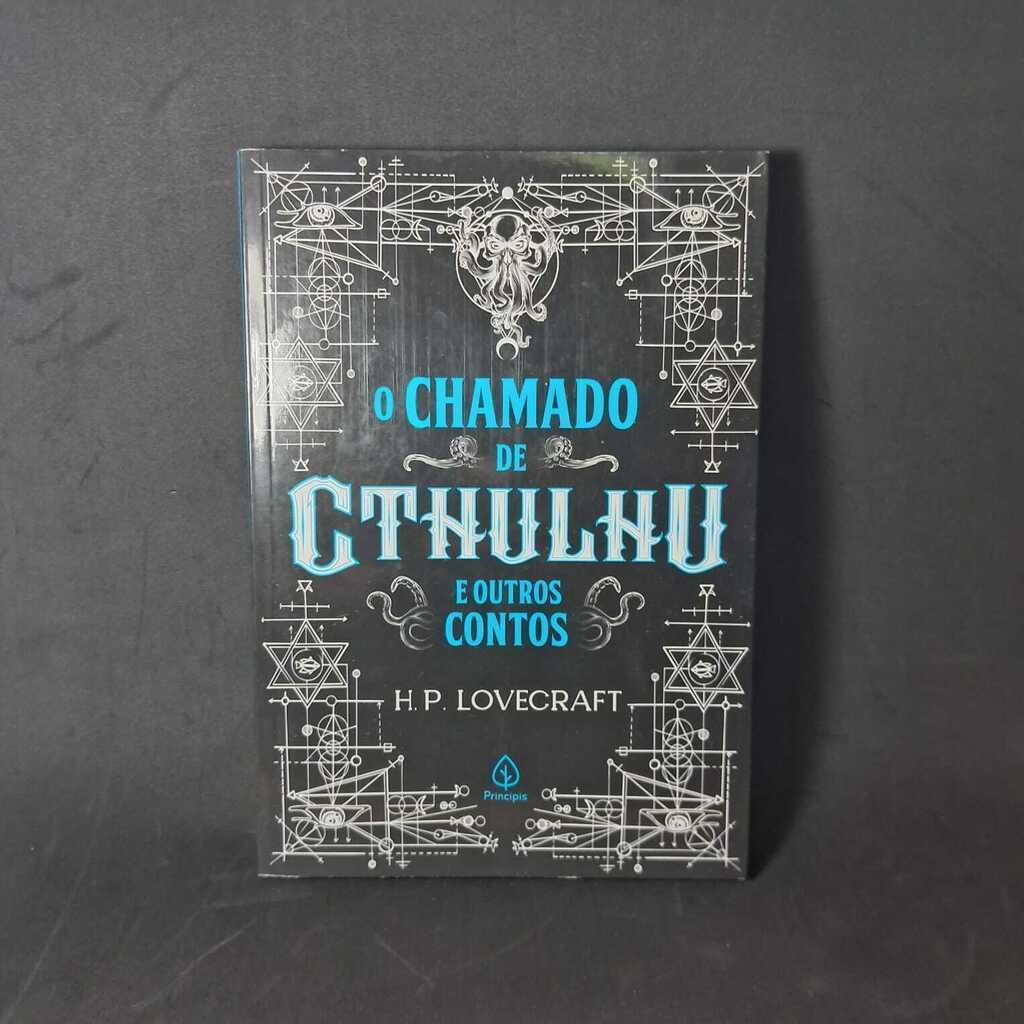 O CHAMADO
DE
CTHULHU
E OUTROS
CONTOS
H. P. LOVECRAFT
Principis